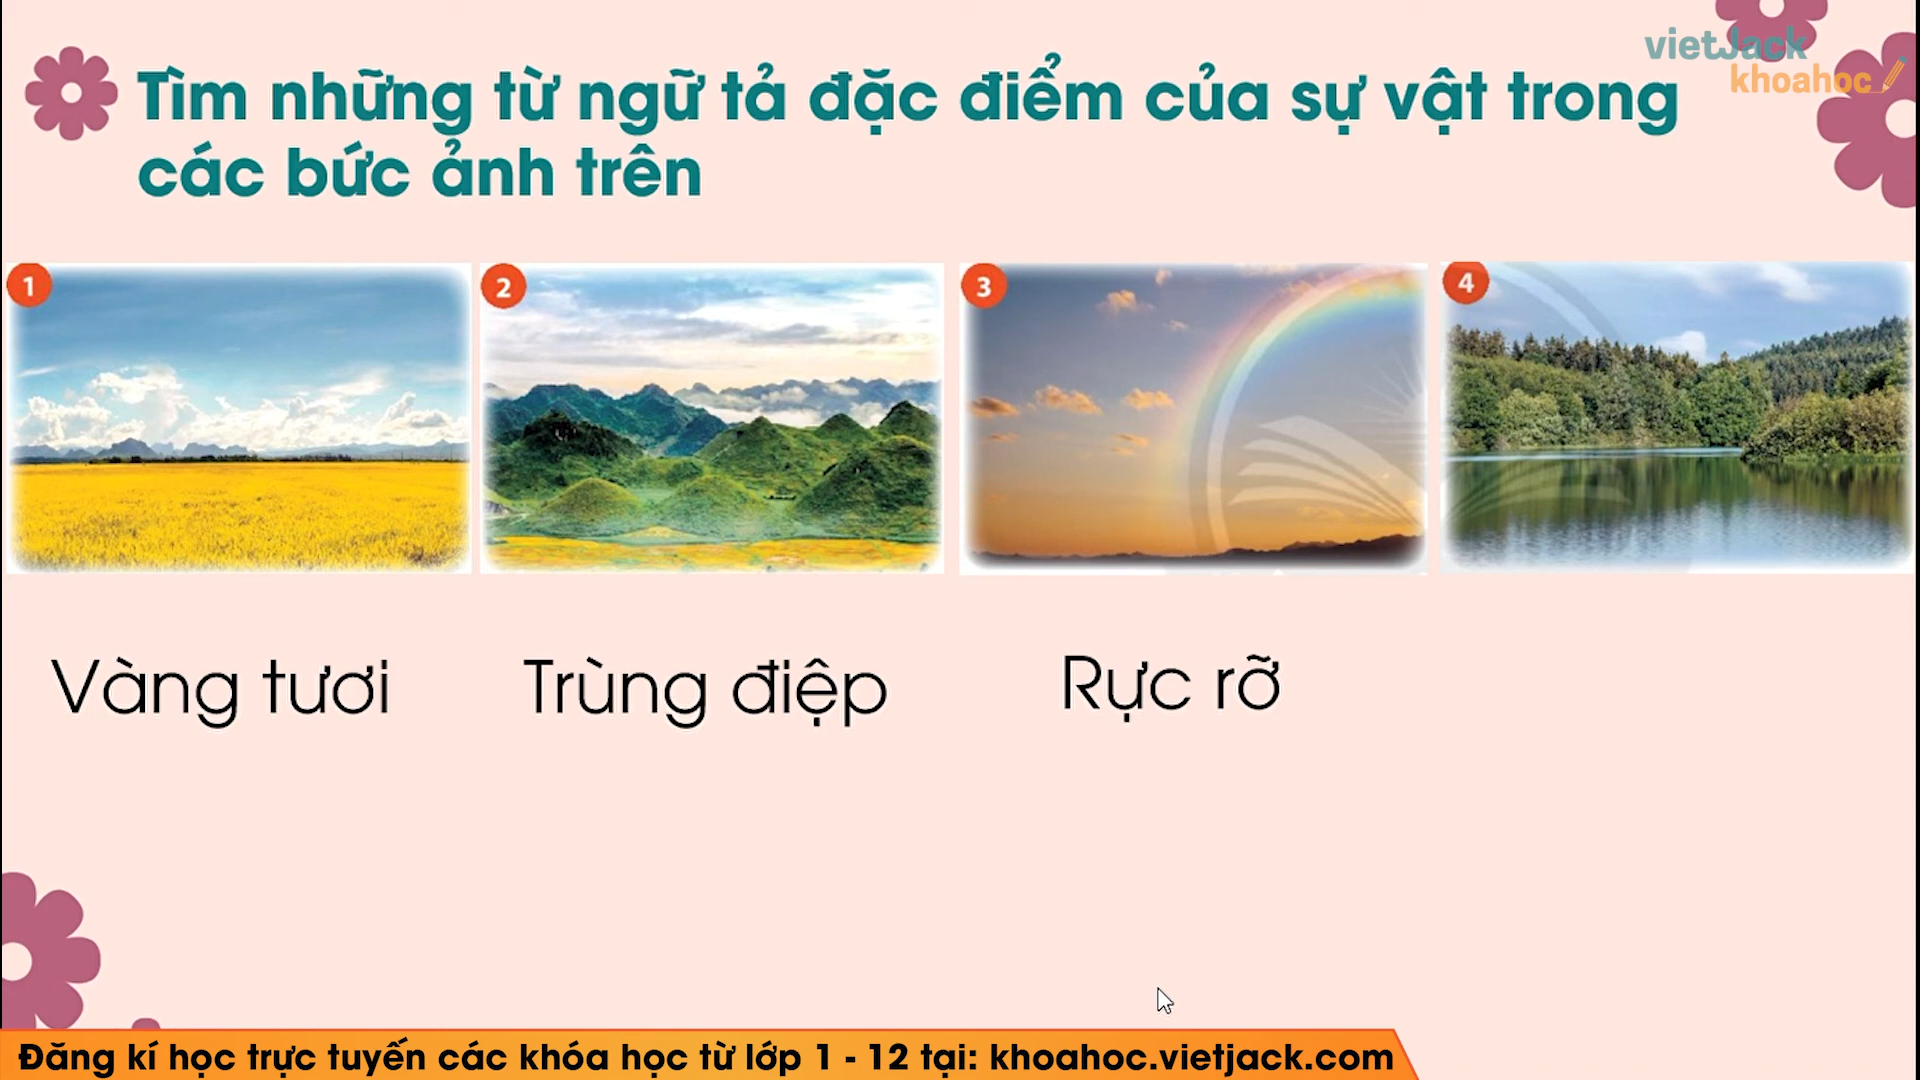 vietJack
khoahoc
Tìm những từ ngữ tả đặc điểm của sự vật trong
các bức ảnh trên
1
2
3
4
Vàng tươi
Trùng điệp
Rực rỡ
Đăng kí học trực tuyến các khóa học từ lớp 1 - 12 tại: khoahoc.vietjack.com